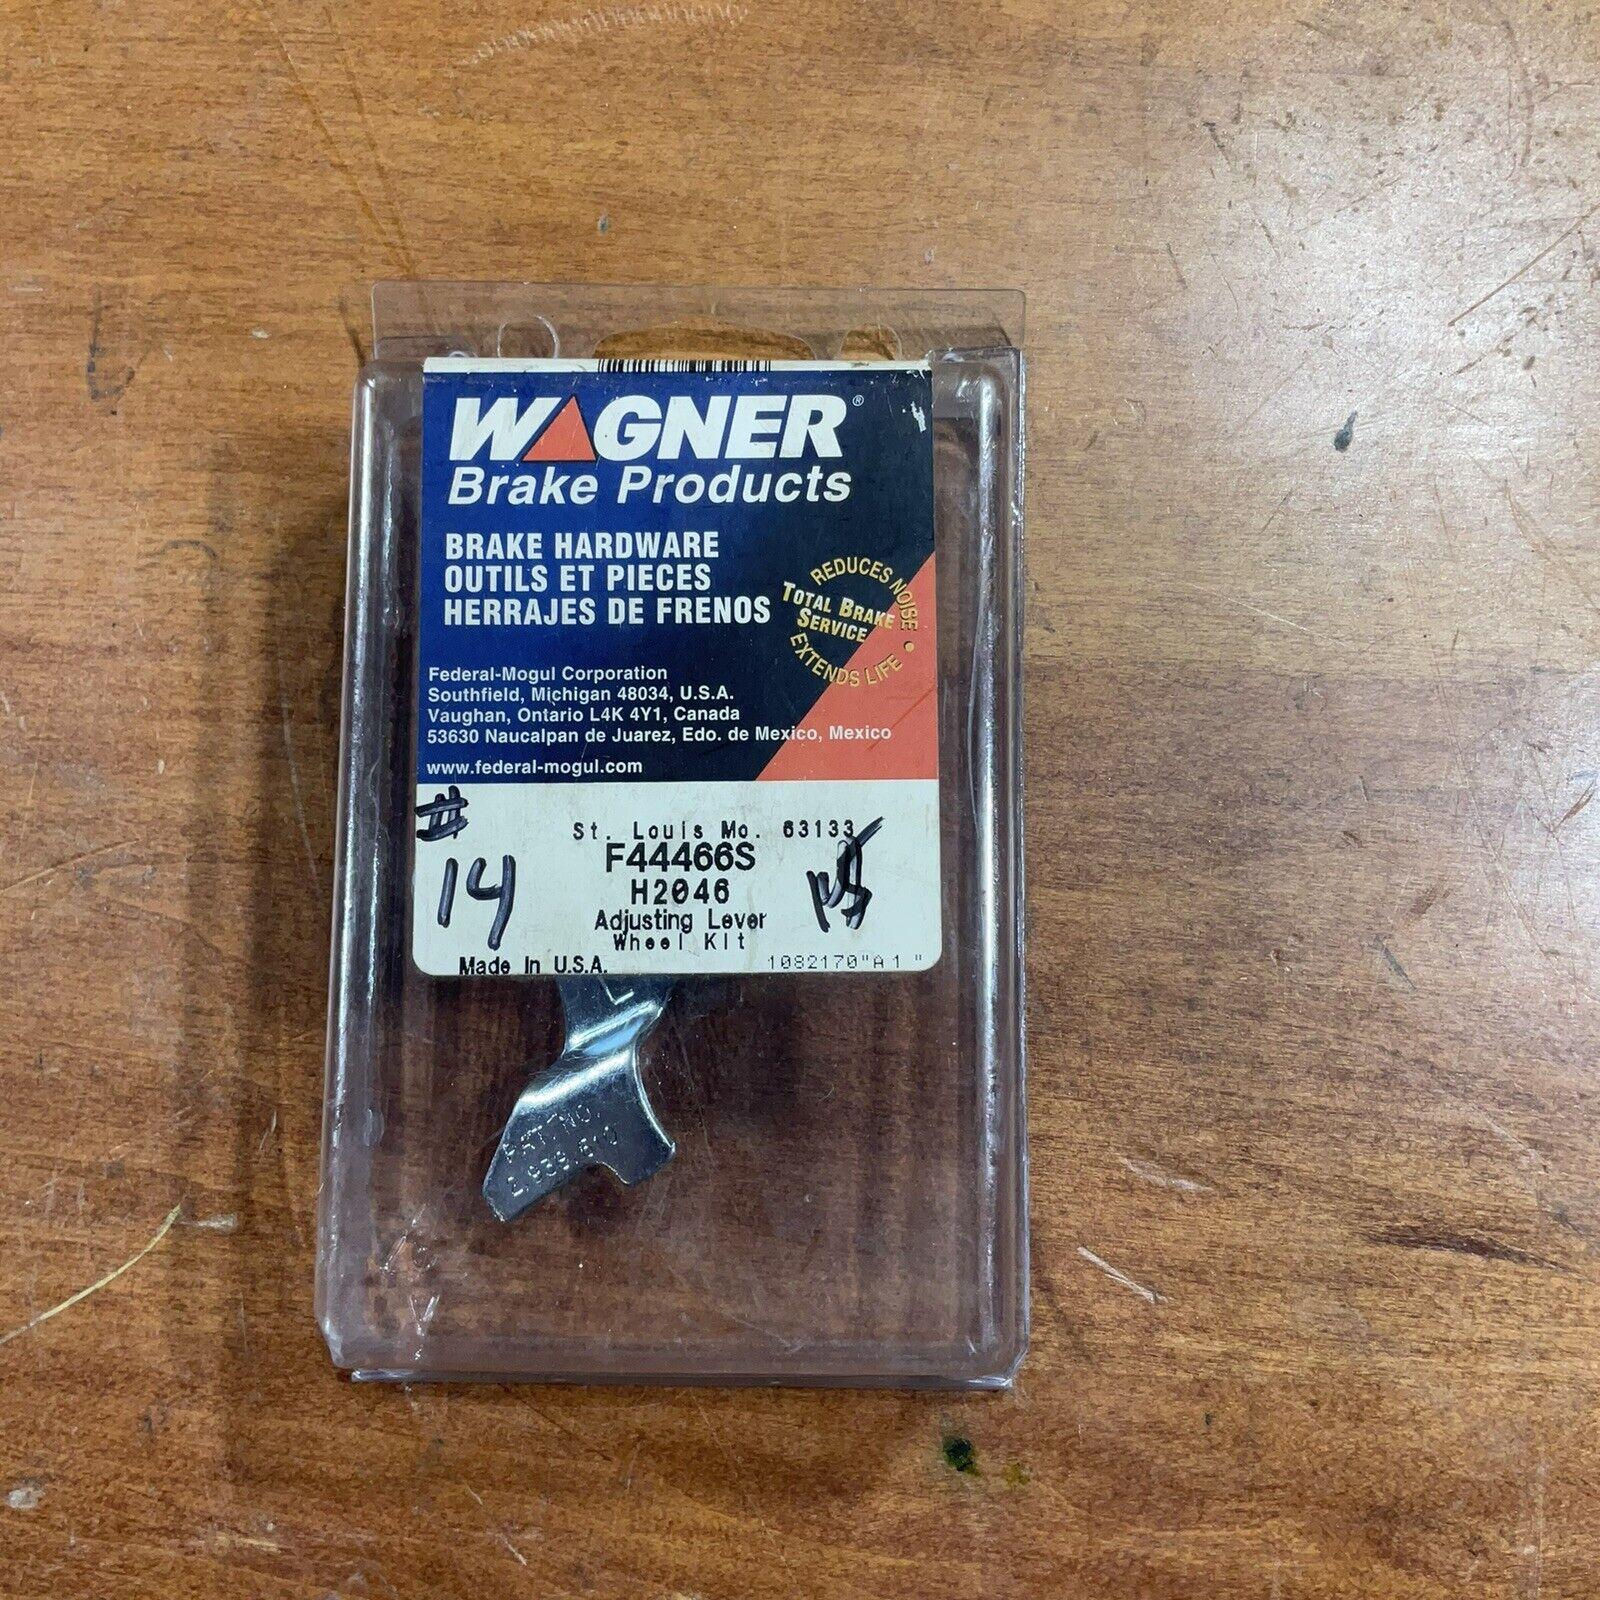 WAGNER®
Brake Products
BRAKE HARDWARE
OUTILS ET PIECES
HERRAJES DE FRENOS
REDUCES NOISE •
TOTAL BRAKE
SERVICE
EXTENDS LIFE
Federal-Mogul Corporation
Southfield, Michigan 48034, U.S.A.
Vaughan, Ontario L4K 4Y1, Canada
53630 Naucalpan de Juarez, Edo. de Mexico, Mexico
www.federal-mogul.com
#
14
St. Louis Mo. 63133
F44466S
H2046
Adjusting Lever
Wheel Kit
Made In U.S.A.
1082170"A1 "
L
PART NO.